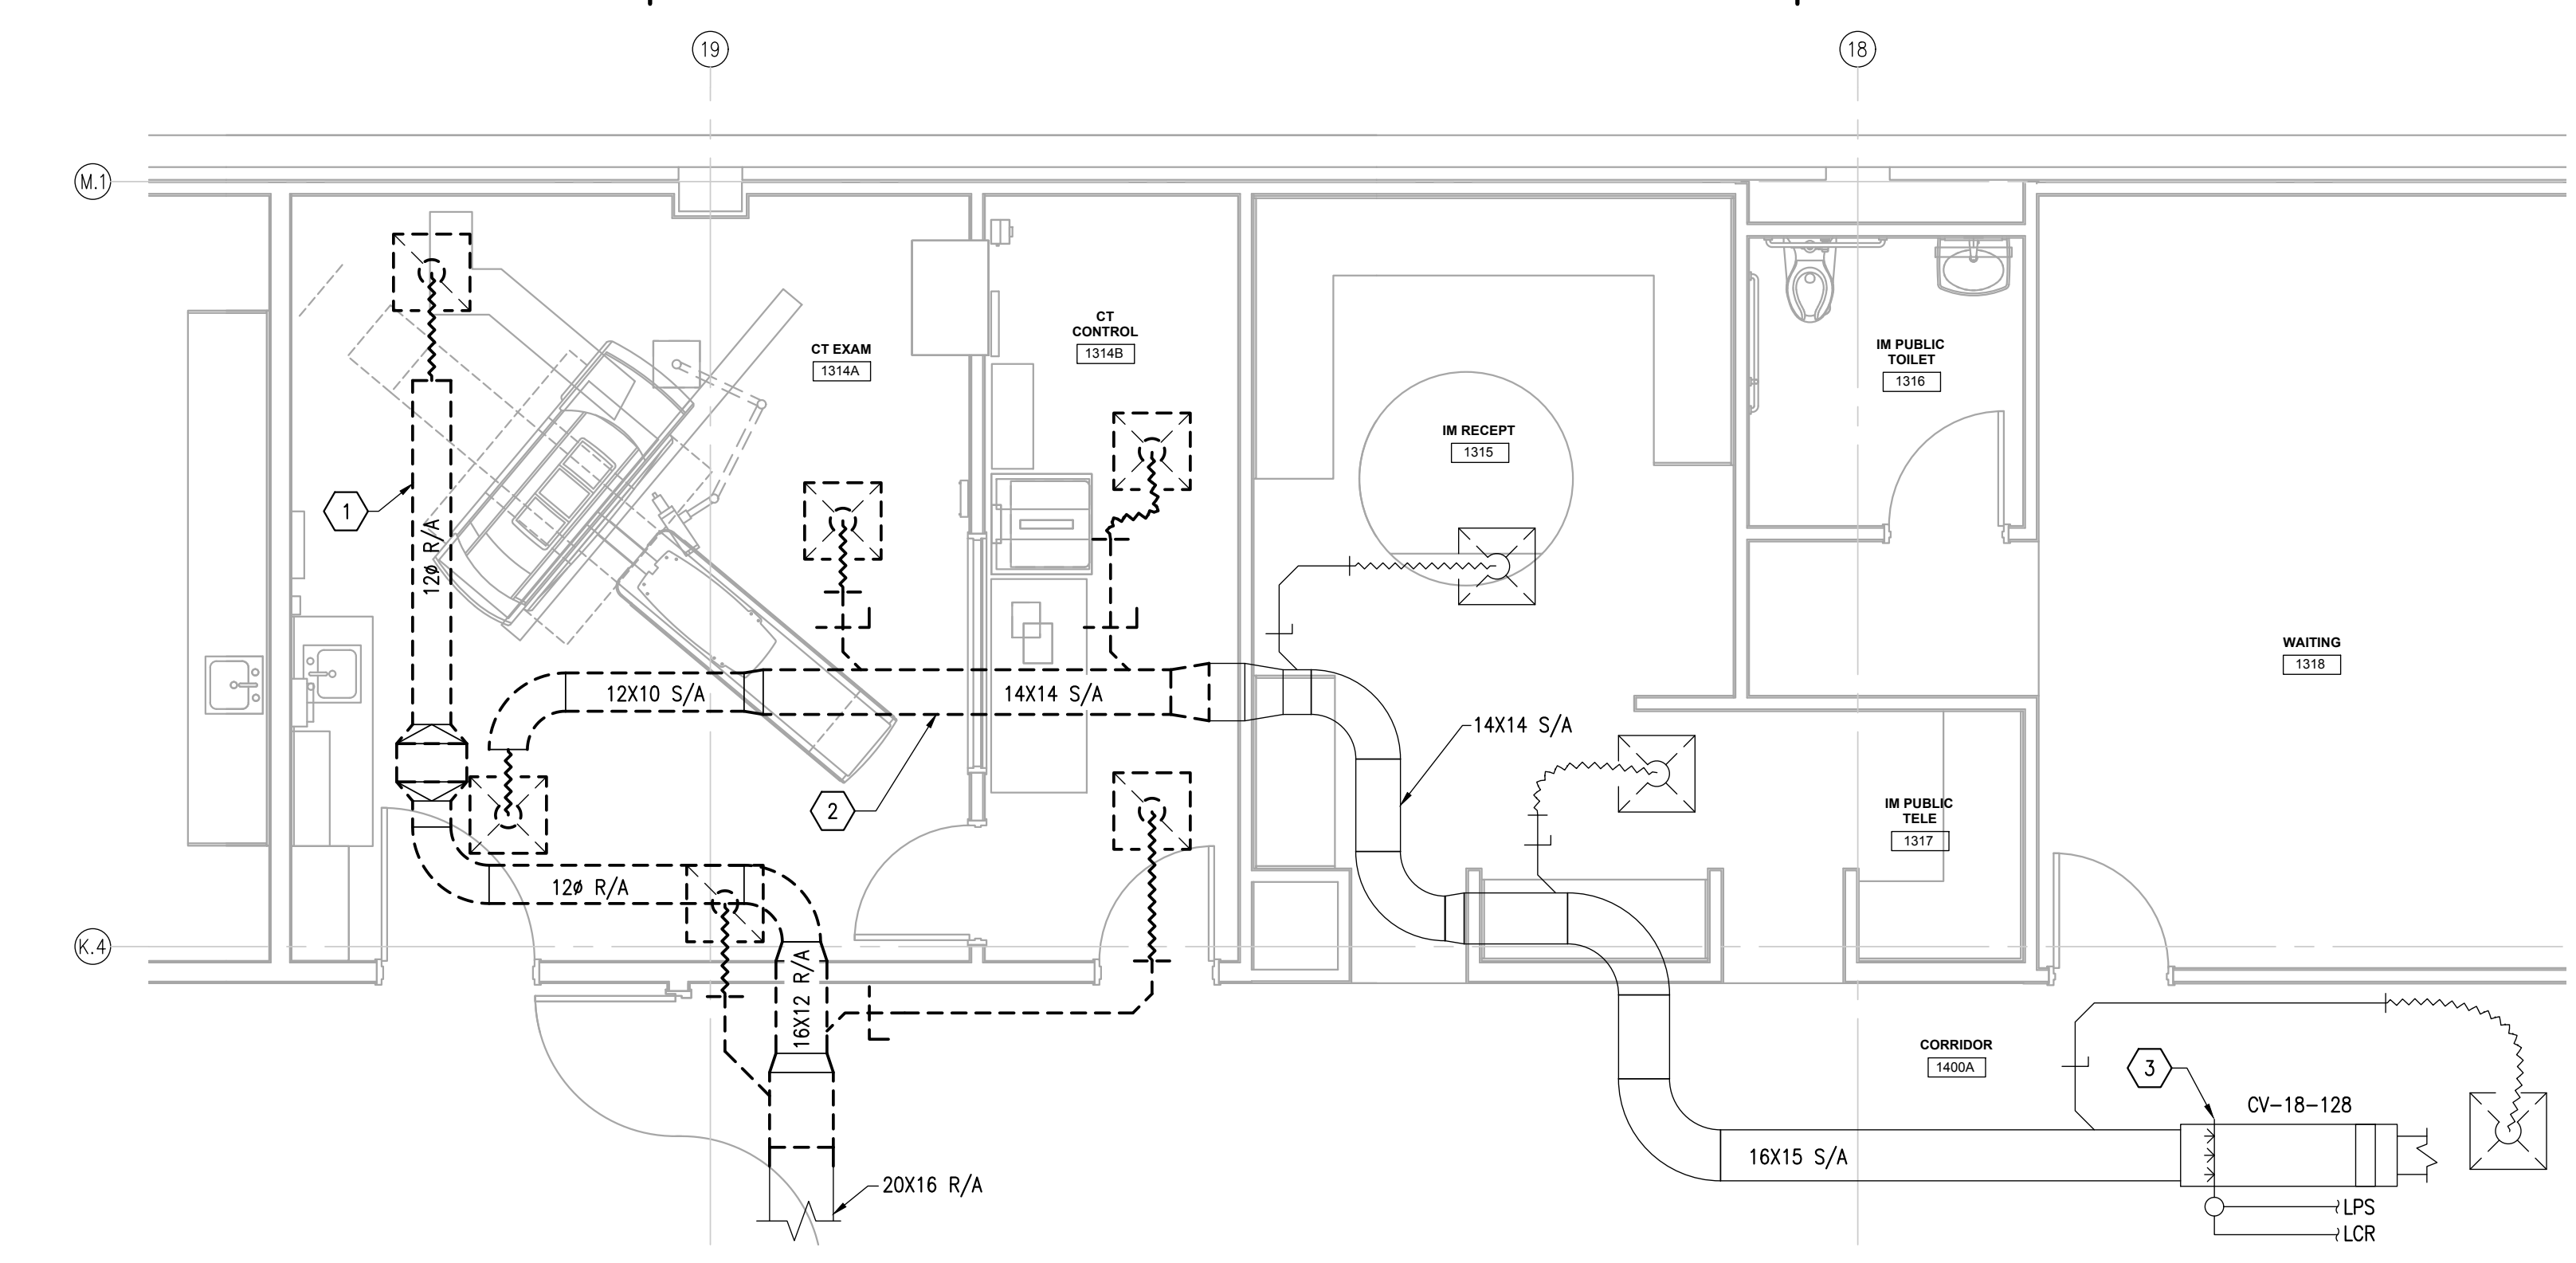 19
18
M.1
CT EXAM
1314A
CT
CONTROL
1314B
IM RECEPT
1315
IM PUBLIC
TOILET
1316
WAITING
1318
1
12ø R/A
12X10 S/A
14X14 S/A
14X14 S/A
2
IM PUBLIC
TELE
1317
12ø R/A
K.4
16X12 R/A
20X16 R/A
CORRIDOR
1400A
3
CV-18-128
16X15 S/A
LPS
LCR